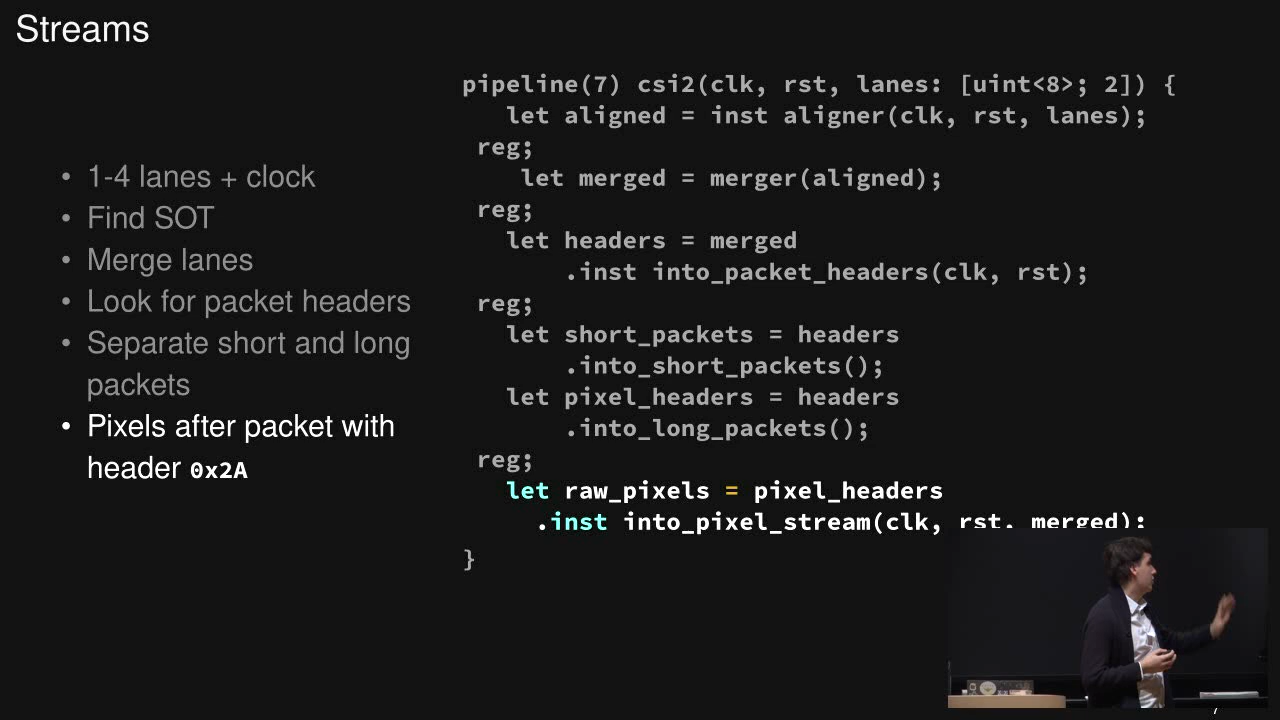 Streams
• 1-4 lanes + clock
• Find SOT
• Merge lanes
• Look for packet headers
• Separate short and long
packets
• Pixels after packet with
header 0x2A
pipeline(7) csi2(clk, rst, lanes: [uint<8>; 2]) {
let aligned = inst aligner(clk, rst, lanes);
reg;
let merged = merger(aligned);
reg;
let headers = merged
.inst into_packet_headers(clk, rst);
reg;
let short_packets = headers
.into_short_packets();
let pixel_headers = headers
.into_long_packets();
reg;
let raw_pixels = pixel_headers
.inst into_pixel_stream(clk, rst, merged);
}